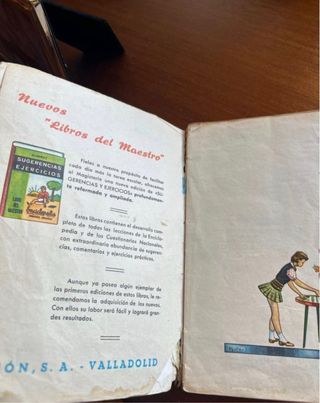 Nuevos
"Libros del Maestro"
SUGERENCIAS
Y
EJERCICIOS
Fieles a nuestro propósito de facilitar
cada día más la tarea escolar, ofrecemos
al Magisterio una nueva edición de «SU-
GERENCIAS Y EJERCICIOS», profundamen-
te reformada y ampliada.
Estos libros contienen el desarrollo com-
pleto de todas las lecciones de la Enciclo-
pedia y de los Cuestionarios Nacionales,
con extraordinaria abundancia de sugeren-
cias, comentarios y ejercicios prácticos.
Aunque ya posea algún ejemplar de
las primeras ediciones de estos libros, le re-
comendamos la adquisición de las nuevas.
Con ellos su labor será fácil y logrará gran-
des resultados.
ÓN, S. A. - VALLADOLID